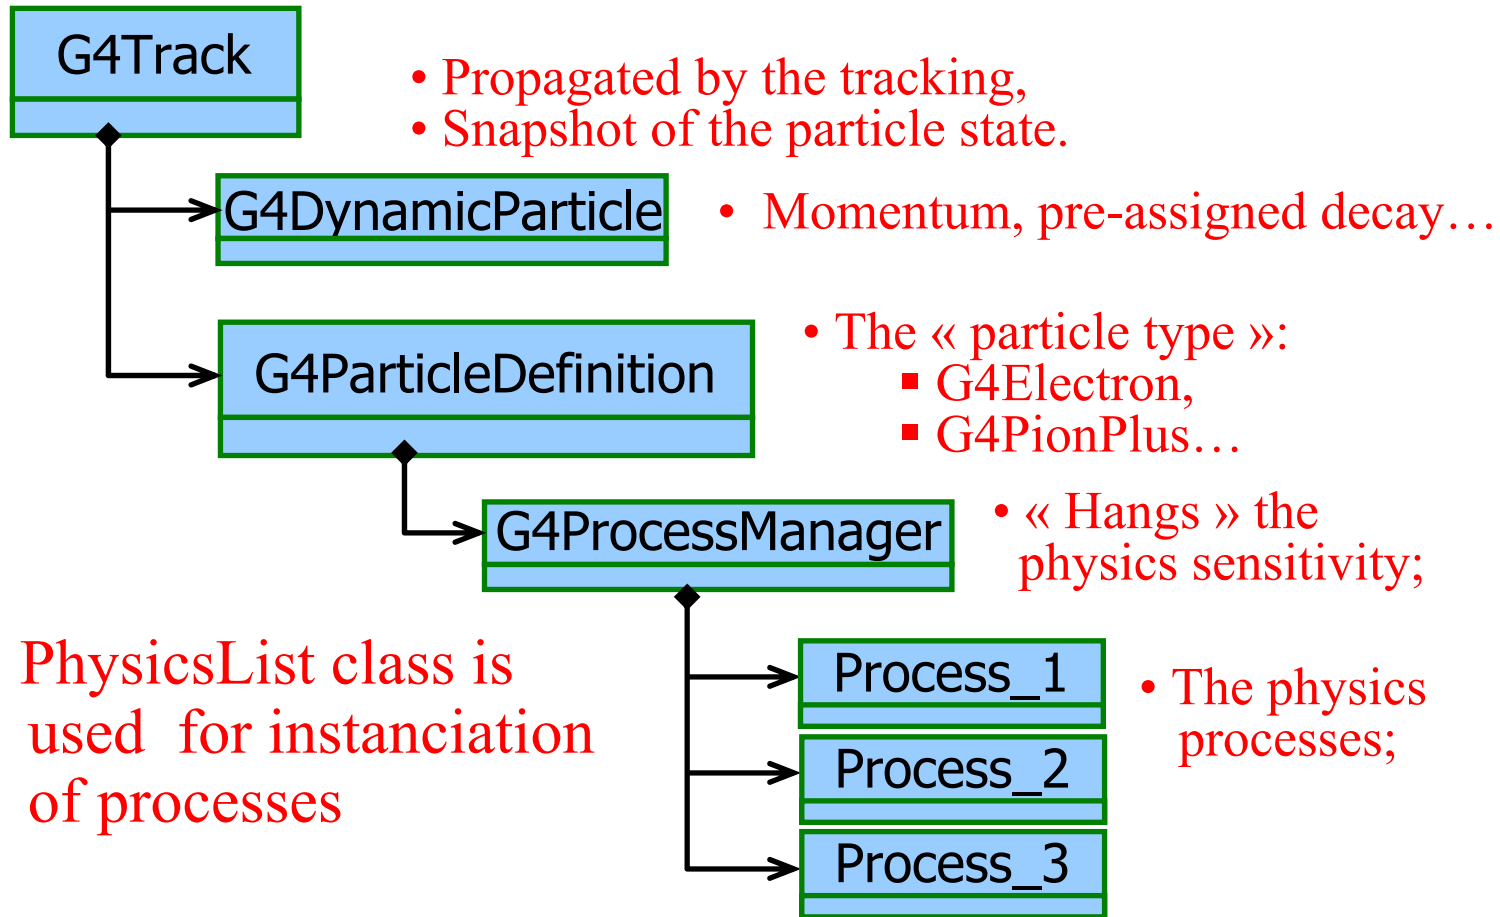 G4Track
• Propagated by the tracking,
• Snapshot of the particle state.
G4DynamicParticle
• Momentum, pre-assigned decay…
G4ParticleDefinition
• The « particle type »:
▪ G4Electron,
▪ G4PionPlus…
G4ProcessManager
• « Hangs » the
physics sensitivity;
PhysicsList class is
used for instanciation
of processes
Process_1
• The physics
processes;
Process_2
Process_3